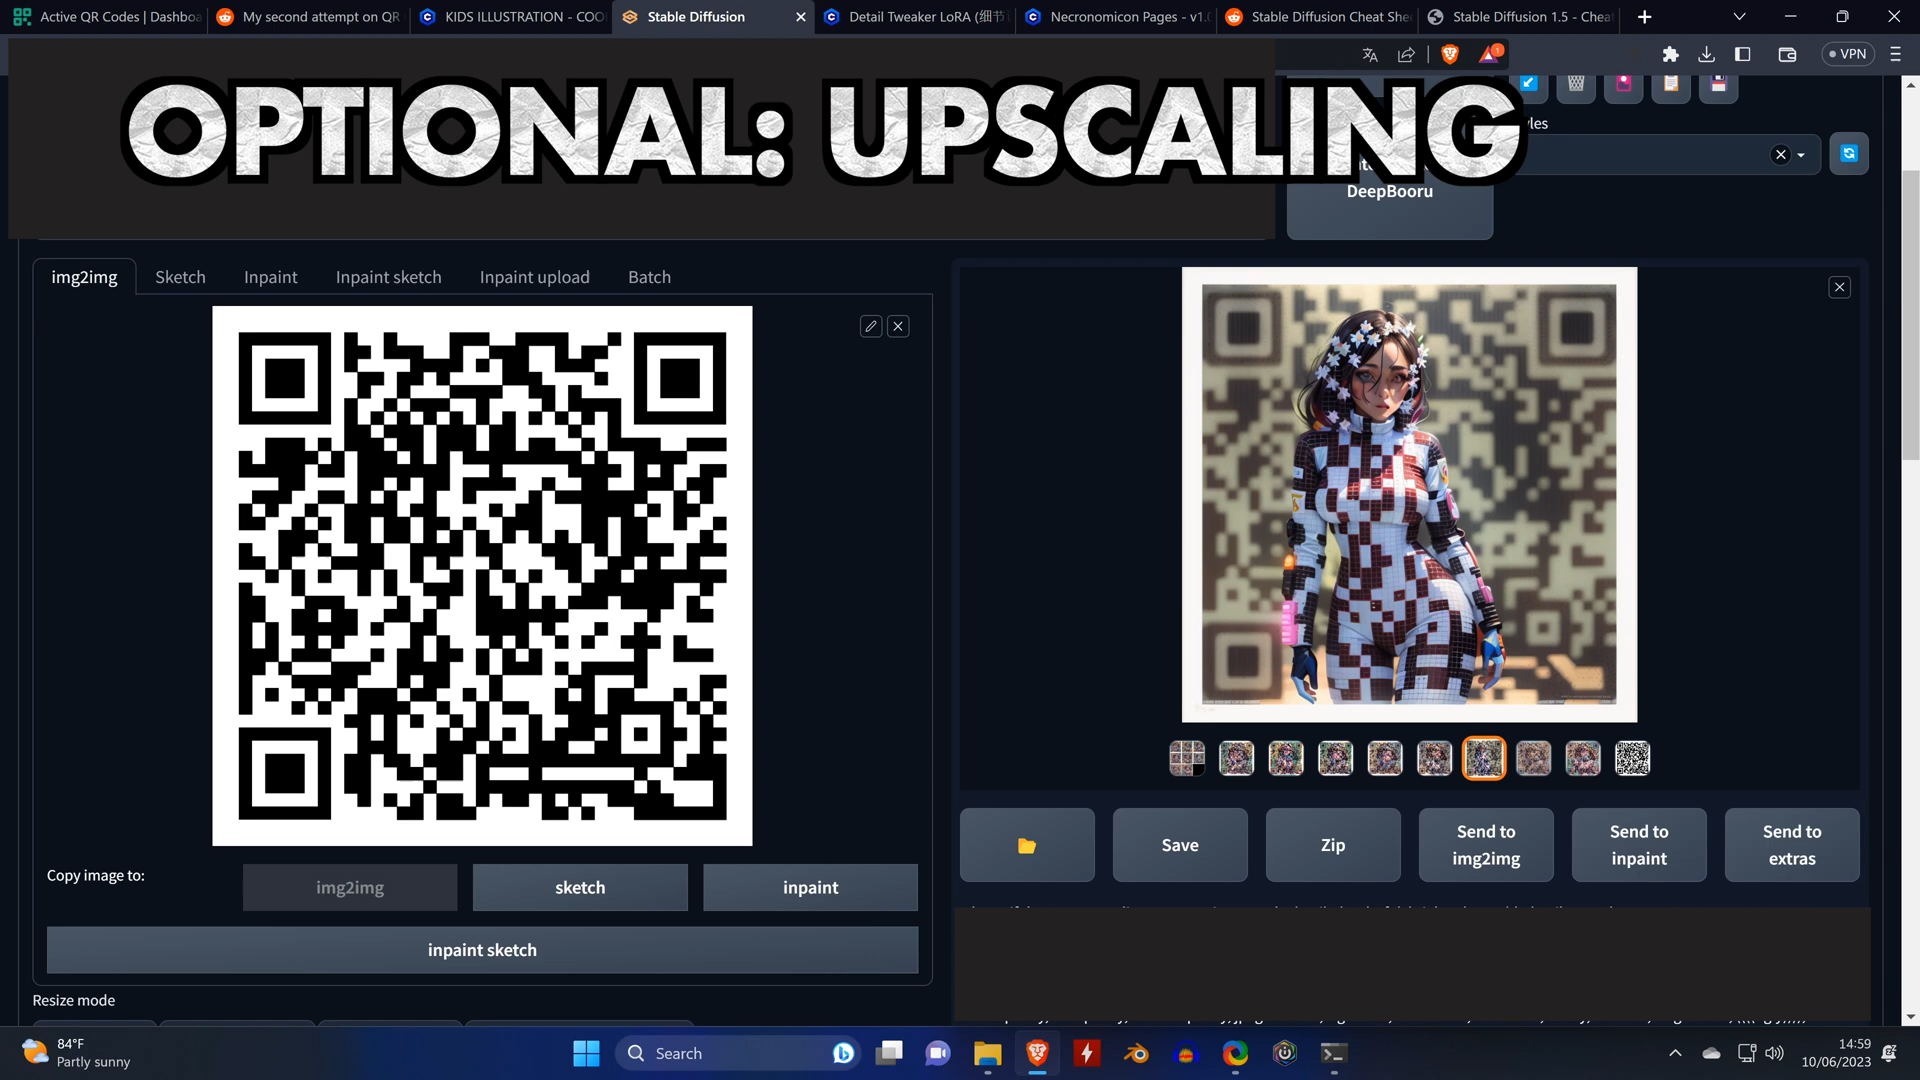 Active QR Codes | Dashboa
My second attempt on QR
KIDS ILLUSTRATION - COO
Stable Diffusion
Detail Tweaker LoRA (细节
Necronomicon Pages - v1.
Stable Diffusion Cheat She
Stable Diffusion 1.5 - Cheat
1
VPN
OPTIONAL: UPSCALING
yles
DeepBooru
img2img
Sketch
Inpaint
Inpaint sketch
Inpaint upload
Batch
Copy image to:
img2img
sketch
inpaint
inpaint sketch
Save
Zip
Send to
img2img
Send to
inpaint
Send to
extras
Resize mode
84°F
Partly sunny
Search
14:59
10/06/2023